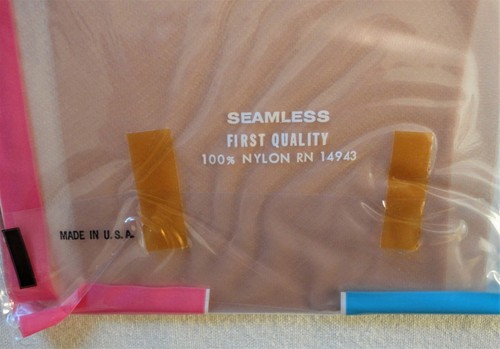 SEAMLESS
FIRST QUALITY
100% NYLON RN 14943
MADE IN U.S.A.